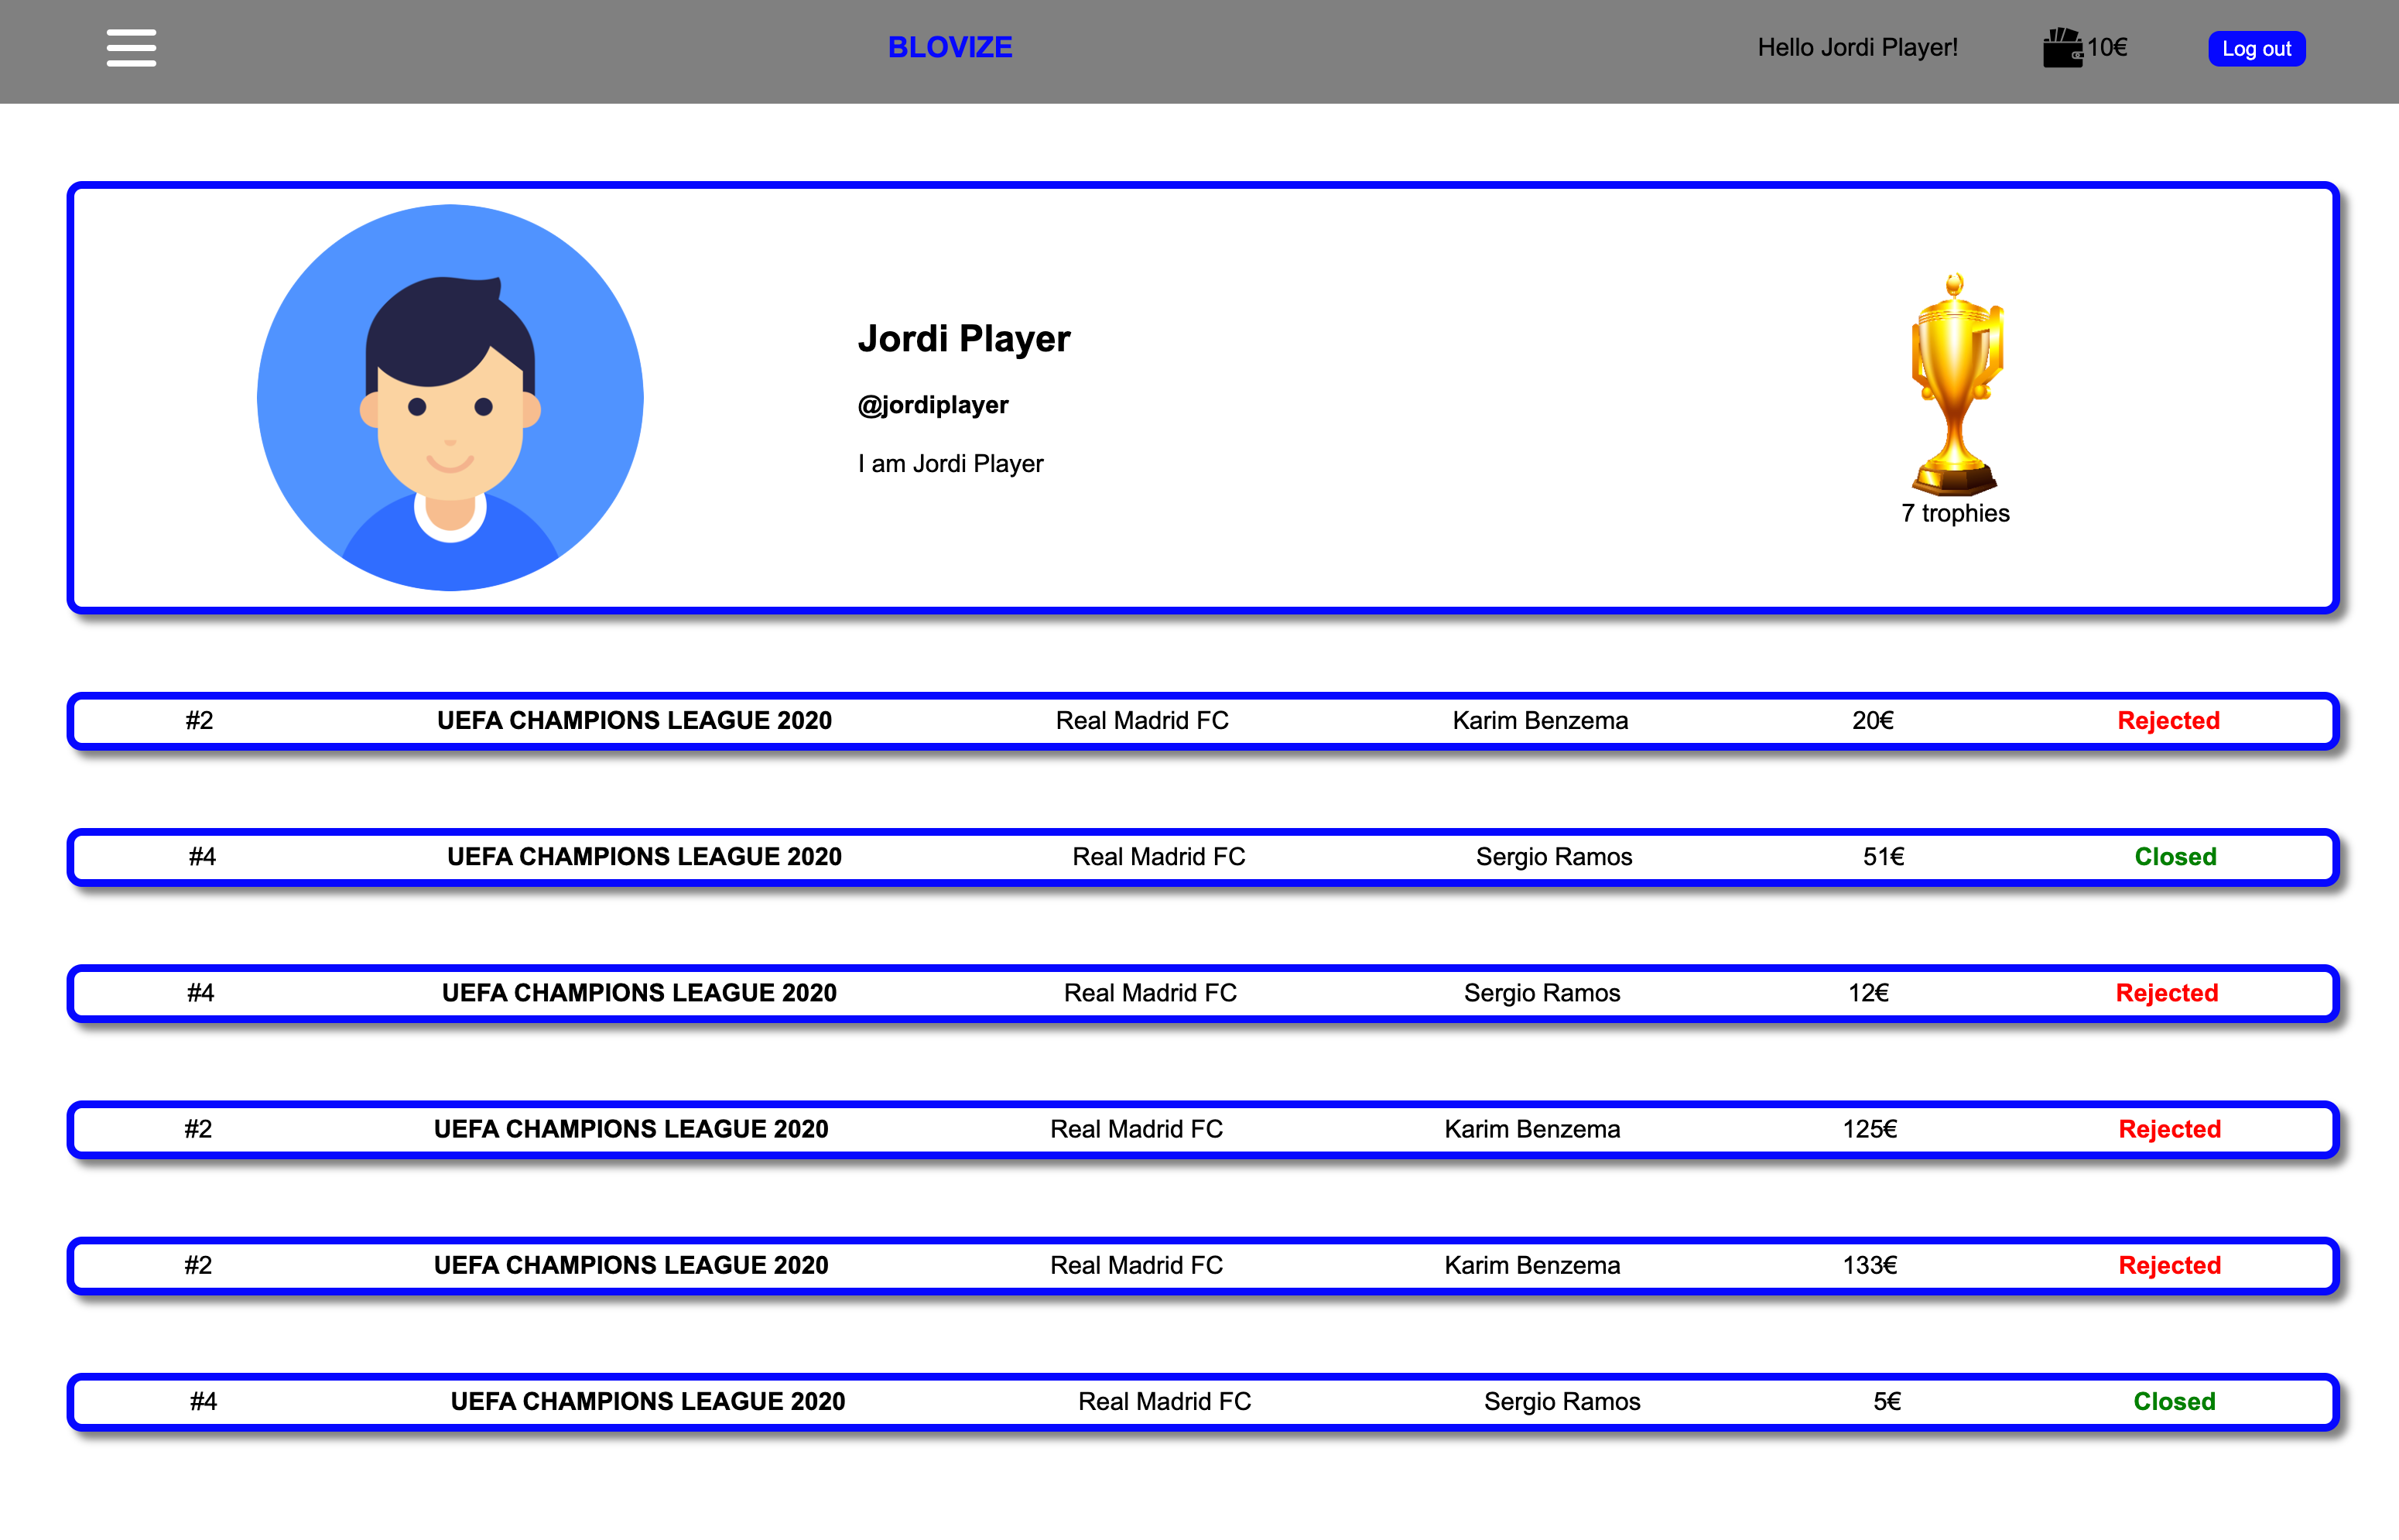 BLOVIZE Hello Jordi Player! 10€ Log out
Jordi Player
@jordiplayer
I am Jordi Player
7 trophies
#2 UEFA CHAMPIONS LEAGUE 2020 Real Madrid FC Karim Benzema 20€ Rejected
#4 UEFA CHAMPIONS LEAGUE 2020 Real Madrid FC Sergio Ramos 51€ Closed
#4 UEFA CHAMPIONS LEAGUE 2020 Real Madrid FC Sergio Ramos 12€ Rejected
#2 UEFA CHAMPIONS LEAGUE 2020 Real Madrid FC Karim Benzema 125€ Rejected
#2 UEFA CHAMPIONS LEAGUE 2020 Real Madrid FC Karim Benzema 133€ Rejected
#4 UEFA CHAMPIONS LEAGUE 2020 Real Madrid FC Sergio Ramos 5€ Closed